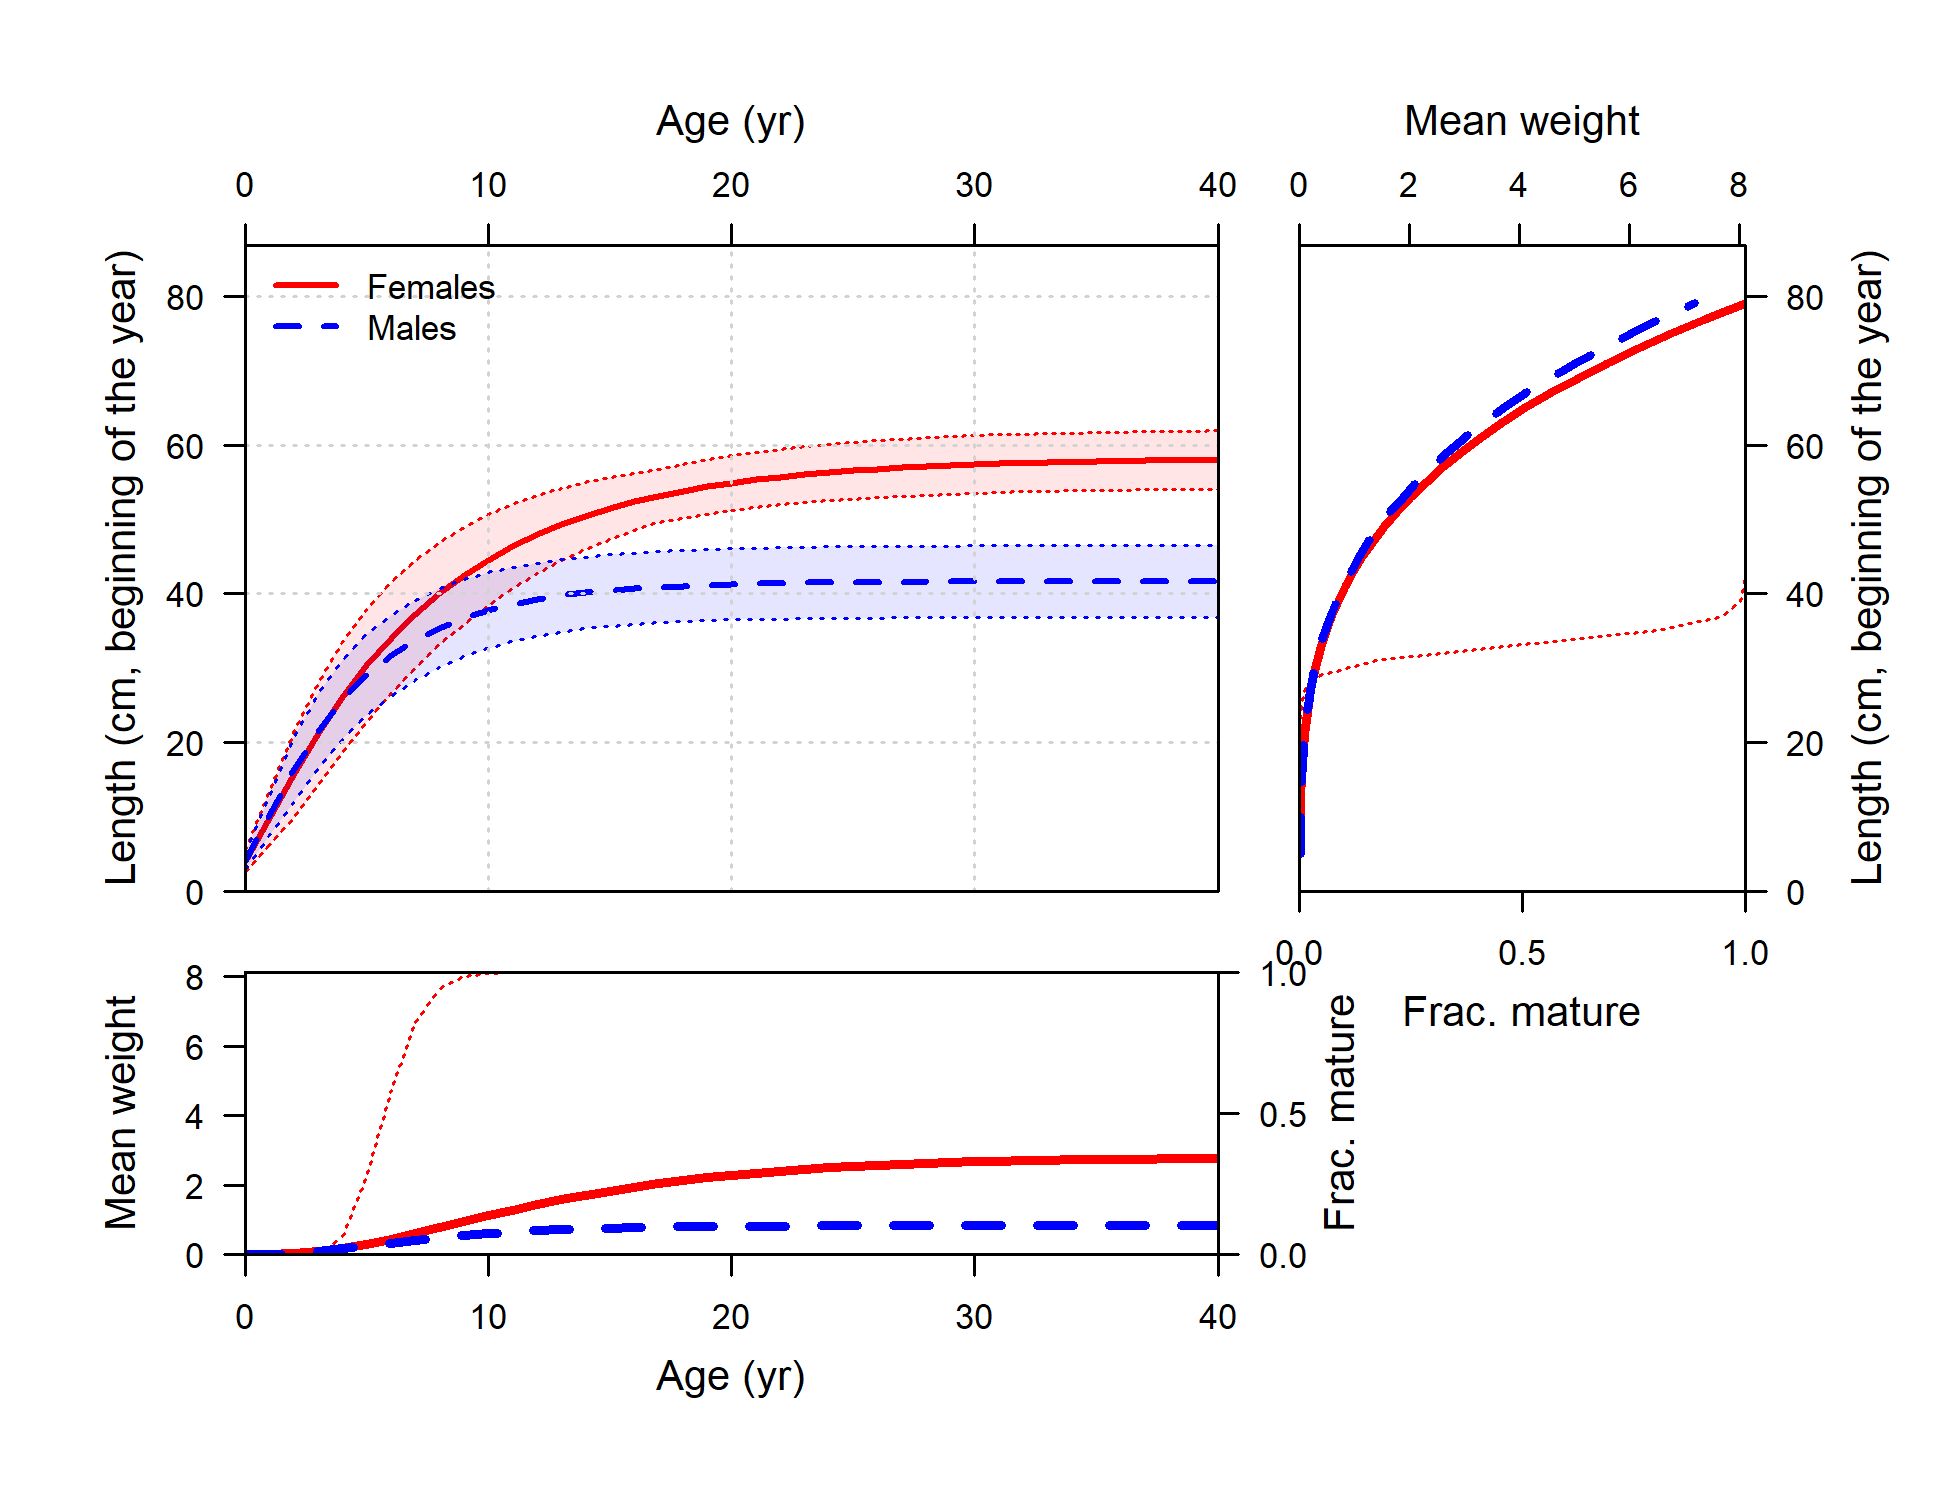 Age (yr)
0 10 20 30 40
Mean weight
0 2 4 6 8
Length (cm, beginning of the year)
80
60
40
20
0
Females
Males
Length (cm, beginning of the year)
80
60
40
20
0
0.0 0.5 1.0
Frac. mature
Mean weight
8
6
4
2
0
Frac. mature
1.0
0.5
0.0
0 10 20 30 40
Age (yr)